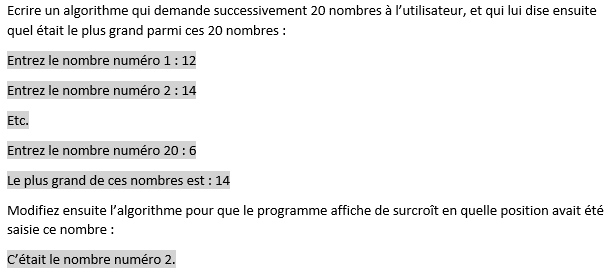 Ecrire un algorithme qui demande successivement 20 nombres à l’utilisateur, et qui lui dise ensuite
quel était le plus grand parmi ces 20 nombres :
Entrez le nombre numéro 1 : 12
Entrez le nombre numéro 2 : 14
Etc.
Entrez le nombre numéro 20 : 6
Le plus grand de ces nombres est : 14
Modifiez ensuite l’algorithme pour que le programme affiche de surcroît en quelle position avait été
saisie ce nombre :
C’était le nombre numéro 2.